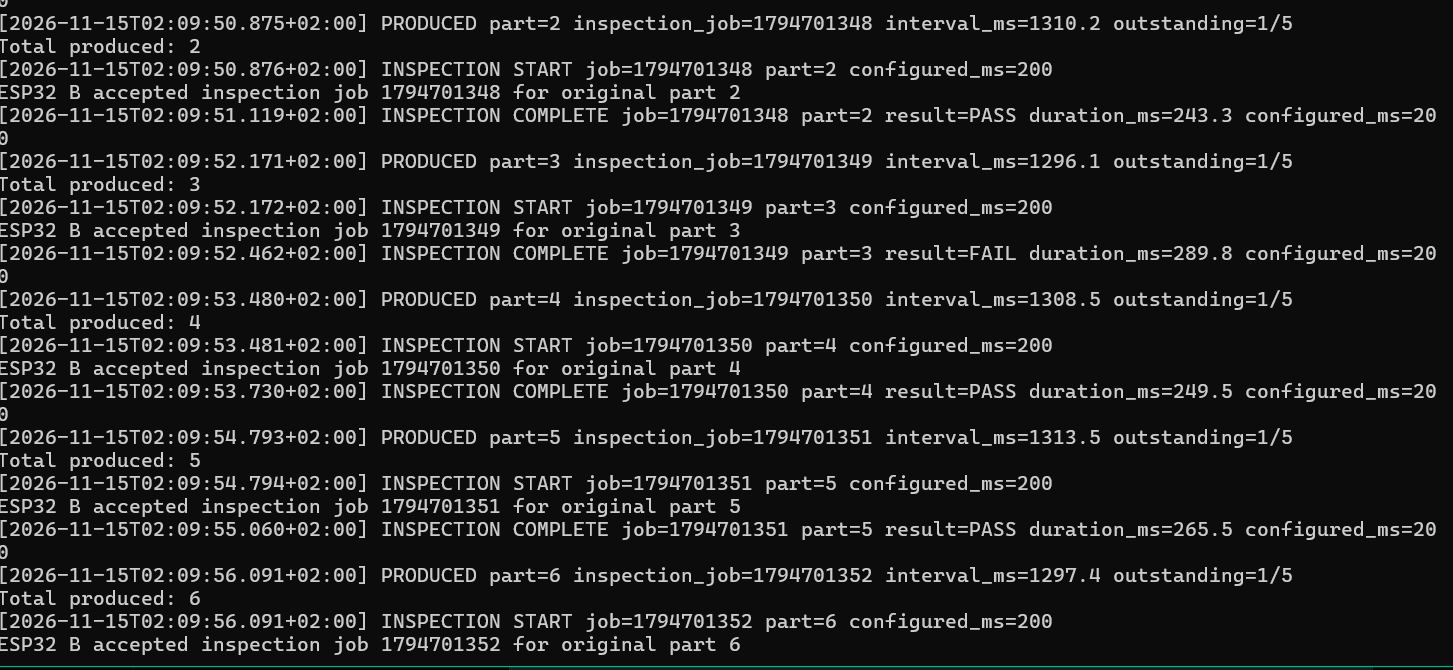 0
[2026-11-15T02:09:50.875+02:00] PRODUCED part=2 inspection_job=1794701348 interval_ms=1310.2 outstanding=1/5
Total produced: 2
[2026-11-15T02:09:50.876+02:00] INSPECTION START job=1794701348 part=2 configured_ms=200
ESP32 B accepted inspection job 1794701348 for original part 2
[2026-11-15T02:09:51.119+02:00] INSPECTION COMPLETE job=1794701348 part=2 result=PASS duration_ms=243.3 configured_ms=20
0
[2026-11-15T02:09:52.171+02:00] PRODUCED part=3 inspection_job=1794701349 interval_ms=1296.1 outstanding=1/5
Total produced: 3
[2026-11-15T02:09:52.172+02:00] INSPECTION START job=1794701349 part=3 configured_ms=200
ESP32 B accepted inspection job 1794701349 for original part 3
[2026-11-15T02:09:52.462+02:00] INSPECTION COMPLETE job=1794701349 part=3 result=FAIL duration_ms=289.8 configured_ms=20
0
[2026-11-15T02:09:53.480+02:00] PRODUCED part=4 inspection_job=1794701350 interval_ms=1308.5 outstanding=1/5
Total produced: 4
[2026-11-15T02:09:53.481+02:00] INSPECTION START job=1794701350 part=4 configured_ms=200
ESP32 B accepted inspection job 1794701350 for original part 4
[2026-11-15T02:09:53.730+02:00] INSPECTION COMPLETE job=1794701350 part=4 result=PASS duration_ms=249.5 configured_ms=20
0
[2026-11-15T02:09:54.793+02:00] PRODUCED part=5 inspection_job=1794701351 interval_ms=1313.5 outstanding=1/5
Total produced: 5
[2026-11-15T02:09:54.794+02:00] INSPECTION START job=1794701351 part=5 configured_ms=200
ESP32 B accepted inspection job 1794701351 for original part 5
[2026-11-15T02:09:55.060+02:00] INSPECTION COMPLETE job=1794701351 part=5 result=PASS duration_ms=265.5 configured_ms=20
0
[2026-11-15T02:09:56.091+02:00] PRODUCED part=6 inspection_job=1794701352 interval_ms=1297.4 outstanding=1/5
Total produced: 6
[2026-11-15T02:09:56.091+02:00] INSPECTION START job=1794701352 part=6 configured_ms=200
ESP32 B accepted inspection job 1794701352 for original part 6